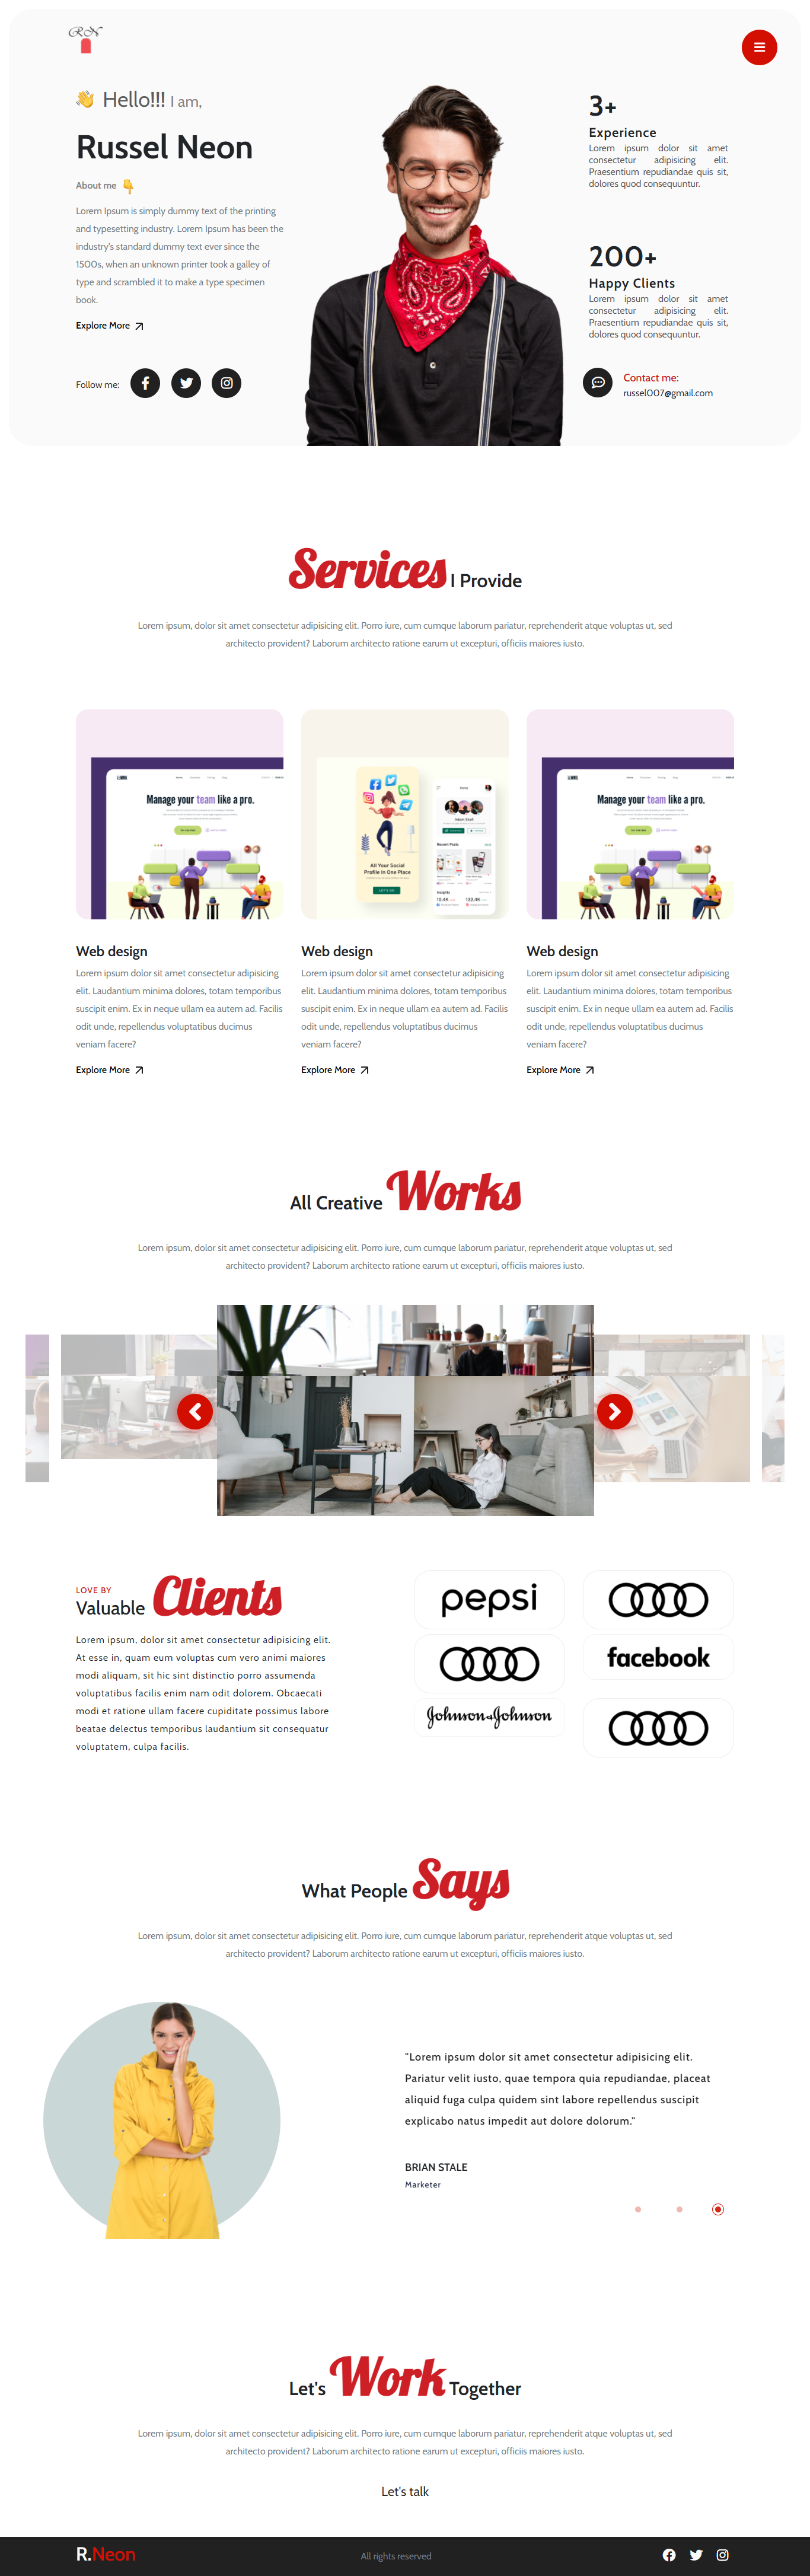 RN
Hello!!! I am,
Russel Neon
About me
Lorem Ipsum is simply dummy text of the printing
and typesetting industry. Lorem Ipsum has been the
industry's standard dummy text ever since the
1500s, when an unknown printer took a galley of
type and scrambled it to make a type specimen
book.
Explore More
Follow me:
3+
Experience
Lorem ipsum dolor sit amet
consectetur adipisicing elit.
Praesentium repudiandae quis sit,
dolores quod consequuntur.
200+
Happy Clients
Lorem ipsum dolor sit amet
consectetur adipisicing elit.
Praesentium repudiandae quis sit,
dolores quod consequuntur.
Contact me:
russel007@gmail.com
Services I Provide
Lorem ipsum, dolor sit amet consectetur adipisicing elit. Porro iure, cum cumque laborum pariatur, reprehenderit atque voluptas ut, sed
architecto provident? Laborum architecto ratione earum ut excepturi, officiis maiores iusto.
Manage your team like a pro.
Web design
Lorem ipsum dolor sit amet consectetur adipisicing
elit. Laudantium minima dolores, totam temporibus
suscipit enim. Ex in neque ullam ea autem ad. Facilis
odit unde, repellendus voluptatibus ducimus
veniam facere?
Explore More
All Your Social
Profile In One Place
Web design
Lorem ipsum dolor sit amet consectetur adipisicing
elit. Laudantium minima dolores, totam temporibus
suscipit enim. Ex in neque ullam ea autem ad. Facilis
odit unde, repellendus voluptatibus ducimus
veniam facere?
Explore More
Manage your team like a pro.
Web design
Lorem ipsum dolor sit amet consectetur adipisicing
elit. Laudantium minima dolores, totam temporibus
suscipit enim. Ex in neque ullam ea autem ad. Facilis
odit unde, repellendus voluptatibus ducimus
veniam facere?
Explore More
All Creative Works
Lorem ipsum, dolor sit amet consectetur adipisicing elit. Porro iure, cum cumque laborum pariatur, reprehenderit atque voluptas ut, sed
architecto provident? Laborum architecto ratione earum ut excepturi, officiis maiores iusto.
LOVE BY
Valuable Clients
Lorem ipsum, dolor sit amet consectetur adipisicing elit.
At esse in, quam eum voluptas cum vero animi maiores
modi aliquam, sit hic sint distinctio porro assumenda
voluptatibus facilis enim nam odit dolorem. Obcaecati
modi et ratione ullam facere cupiditate possimus labore
beatae delectus temporibus laudantium sit consequatur
voluptatem, culpa facilis.
pepsi
facebook
Johnson & Johnson
What People Says
Lorem ipsum, dolor sit amet consectetur adipisicing elit. Porro iure, cum cumque laborum pariatur, reprehenderit atque voluptas ut, sed
architecto provident? Laborum architecto ratione earum ut excepturi, officiis maiores iusto.
"Lorem ipsum dolor sit amet consectetur adipisicing elit.
Pariatur velit iusto, quae tempora quia repudiandae, placeat
aliquid fuga culpa quidem sint labore repellendus suscipit
explicabo natus impedit aut dolore dolorum."
BRIAN STALE
Marketer
Let's Work Together
Lorem ipsum, dolor sit amet consectetur adipisicing elit. Porro iure, cum cumque laborum pariatur, reprehenderit atque voluptas ut, sed
architecto provident? Laborum architecto ratione earum ut excepturi, officiis maiores iusto.
Let's talk
R.Neon
All rights reserved